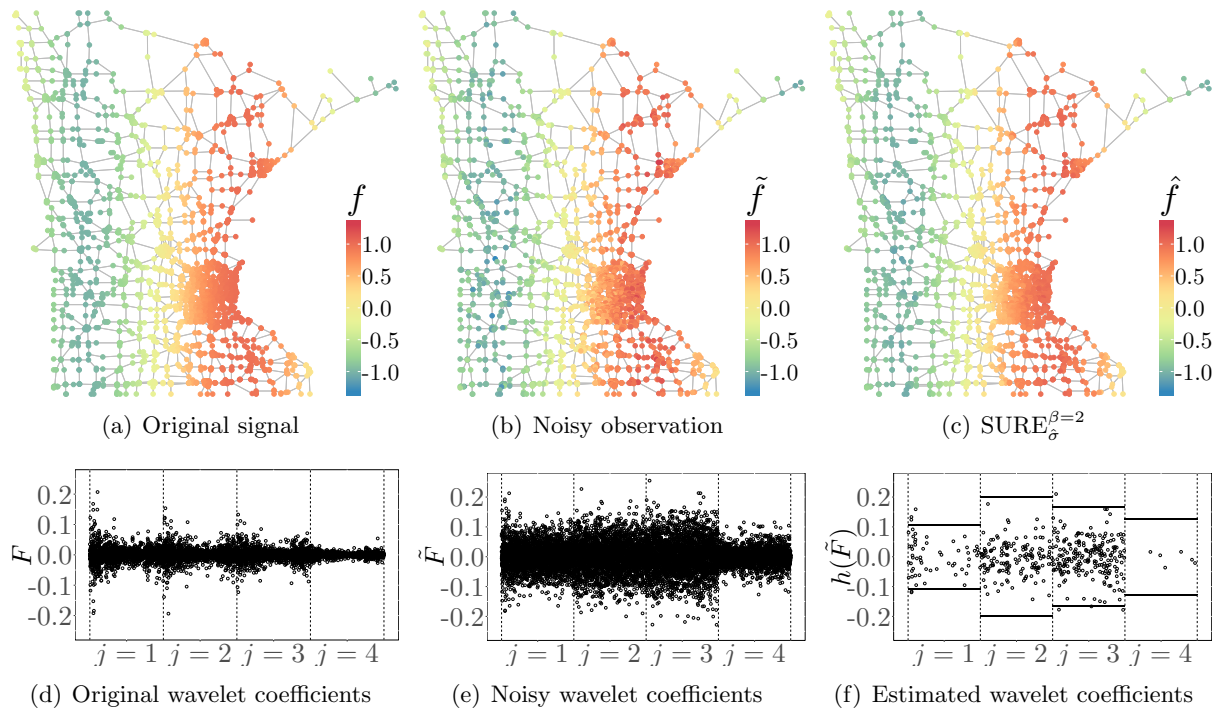 f
1.0
0.5
0.0
-0.5
-1.0
(a) Original signal
f̃
1.0
0.5
0.0
-0.5
-1.0
(b) Noisy observation
f̂
1.0
0.5
0.0
-0.5
-1.0
(c) SURE_{σ̂}^{β=2}
F
0.2
0.1
0.0
-0.1
-0.2
j = 1 j = 2 j = 3 j = 4
(d) Original wavelet coefficients
F̃
0.2
0.1
0.0
-0.1
-0.2
j = 1 j = 2 j = 3 j = 4
(e) Noisy wavelet coefficients
h(F̃)
0.2
0.1
0.0
-0.1
-0.2
j = 1 j = 2 j = 3 j = 4
(f) Estimated wavelet coefficients